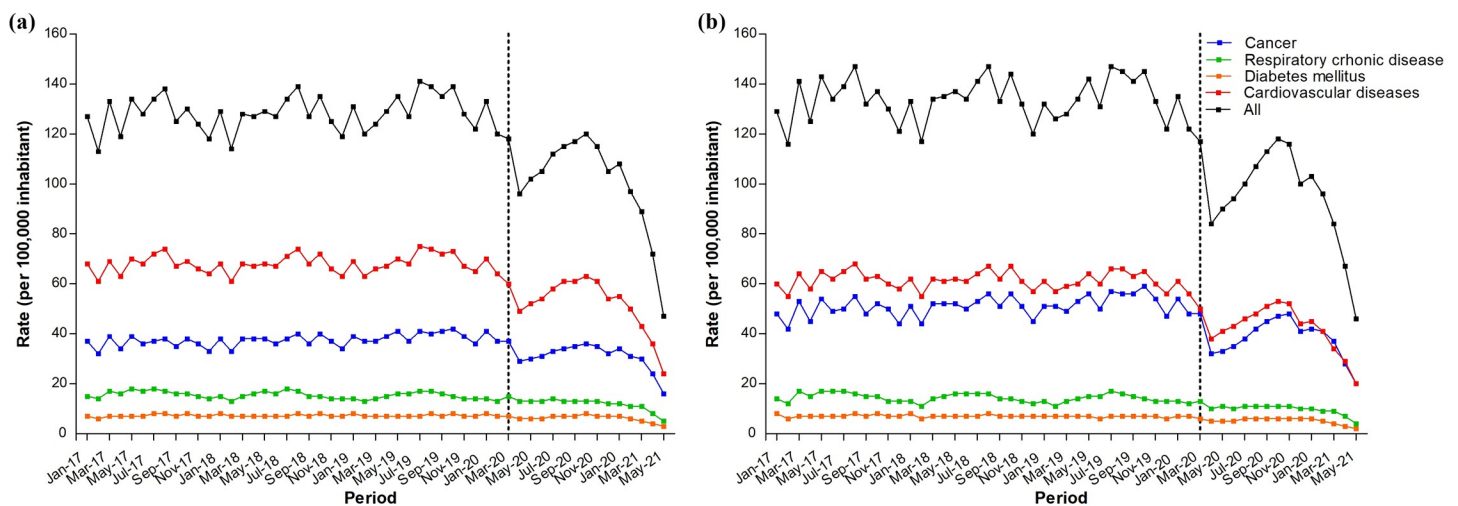 (a)
Rate (per 100,000 inhabitant)
160
140
120
100
80
60
40
20
0
Jan-17
Mar-17
May-17
Jul-17
Sep-17
Nov-17
Jan-18
Mar-18
May-18
Jul-18
Sep-18
Nov-18
Jan-19
Mar-19
May-19
Jul-19
Sep-19
Nov-19
Jan-20
Mar-20
May-20
Jul-20
Sep-20
Nov-20
Jan-20
Mar-21
May-21
Period
(b)
Rate (per 100,000 inhabitant)
160
140
120
100
80
60
40
20
0
Jan-17
Mar-17
May-17
Jul-17
Sep-17
Nov-17
Jan-18
Mar-18
May-18
Jul-18
Sep-18
Nov-18
Jan-19
Mar-19
May-19
Jul-19
Sep-19
Nov-19
Jan-20
Mar-20
May-20
Jul-20
Sep-20
Nov-20
Jan-20
Mar-21
May-21
Period
Cancer
Respiratory crhonic disease
Diabetes mellitus
Cardiovascular diseases
All